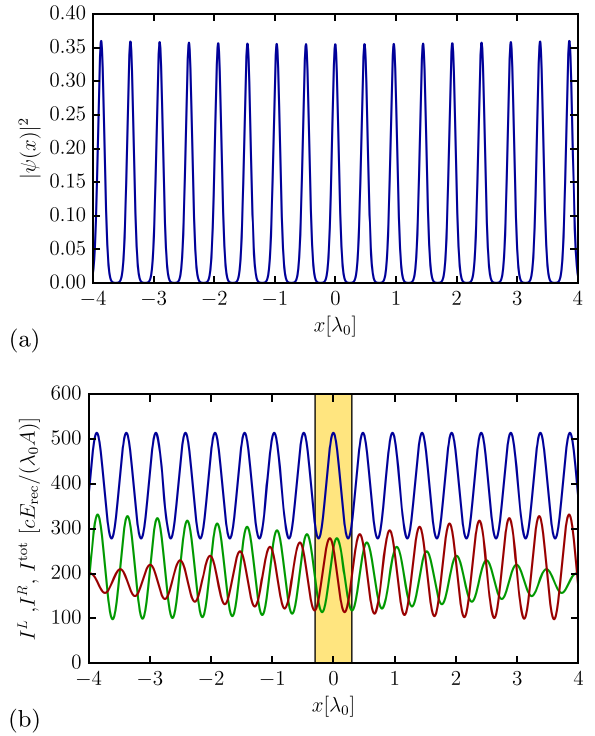 0.40
0.35
0.30
0.25
0.20
0.15
0.10
0.05
0.00
|ψ(x)|²
−4 −3 −2 −1 0 1 2 3 4
x[λ₀]
(a)
600
500
400
300
200
100
0
I^L ,I^R, I^tot [cE_rec/(λ₀A)]
−4 −3 −2 −1 0 1 2 3 4
x[λ₀]
(b)